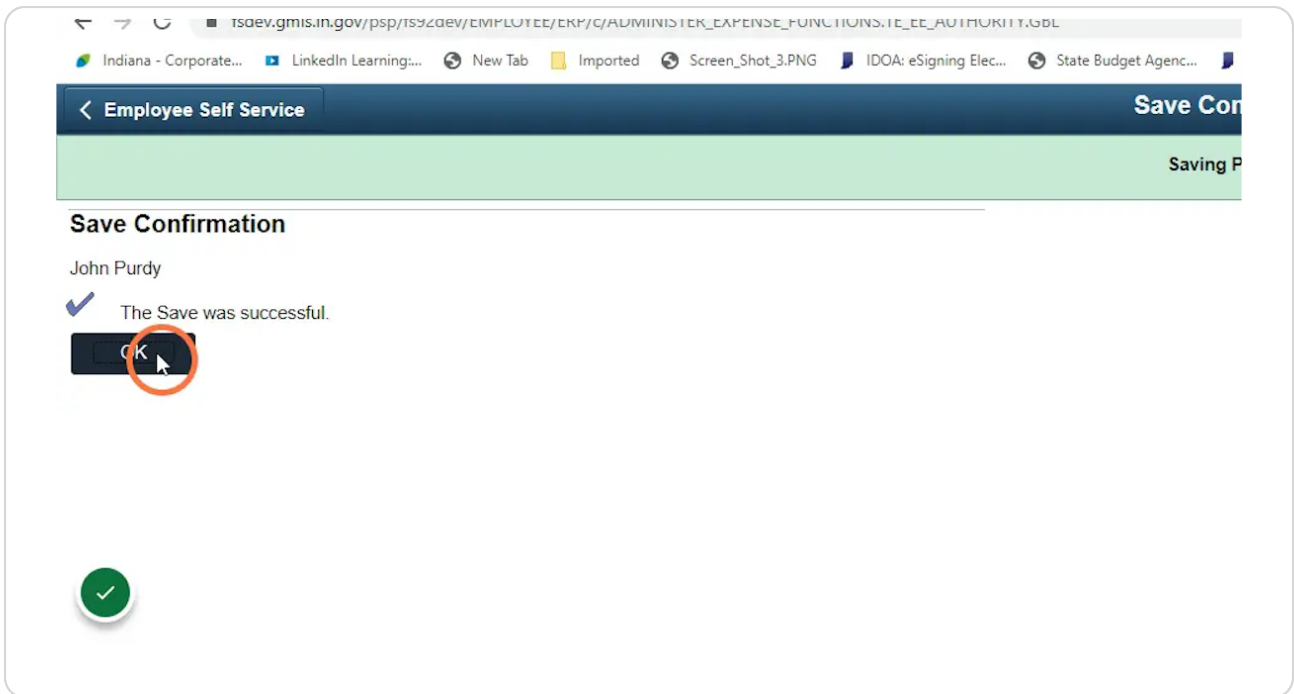 fsdev.gmis.in.gov/psp/fs92dev/EMPLOYEE/ERP/c/ADMINISTER_EXPENSE_FUNCTIONS.TE_EE_AUTHORITY.GBL
Indiana - Corporate... LinkedIn Learning:... New Tab Imported Screen_Shot_3.PNG IDOA: eSigning Elec... State Budget Agenc...
Employee Self Service Save Con
Saving P
Save Confirmation
John Purdy
The Save was successful.
OK